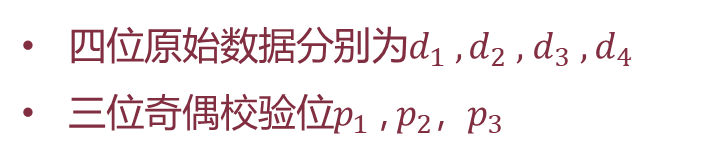 • 四位原始数据分别为𝑑₁ ,𝑑₂ ,𝑑₃ ,𝑑₄
• 三位奇偶校验位𝑝₁ ,𝑝₂， 𝑝₃